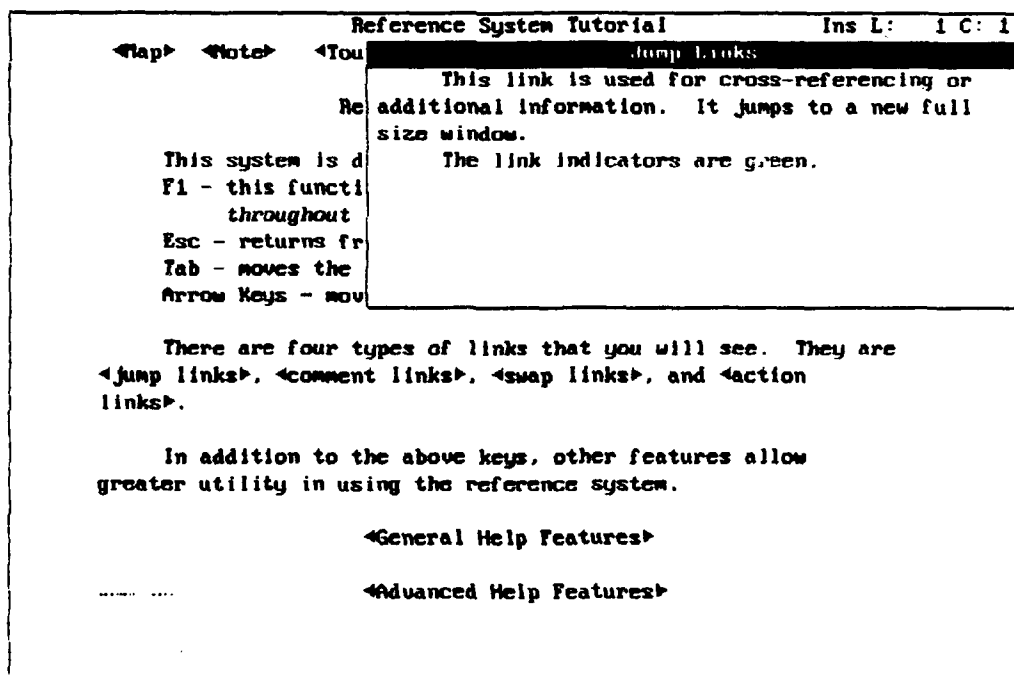 Reference System Tutorial Ins L: 1 C: 1
◄Map► ◄Note► ◄Tou
Jump Links
This link is used for cross-referencing or
Re additional information. It jumps to a new full
size window.
This system is d The link indicators are green.
F1 - this functi
throughout
Esc - returns fr
Tab - moves the
Arrow Keys - mov
There are four types of links that you will see. They are
◄jump links►, ◄comment links►, ◄swap links►, and ◄action
links►.
In addition to the above keys, other features allow
greater utility in using the reference system.
◄General Help Features►
◄Advanced Help Features►